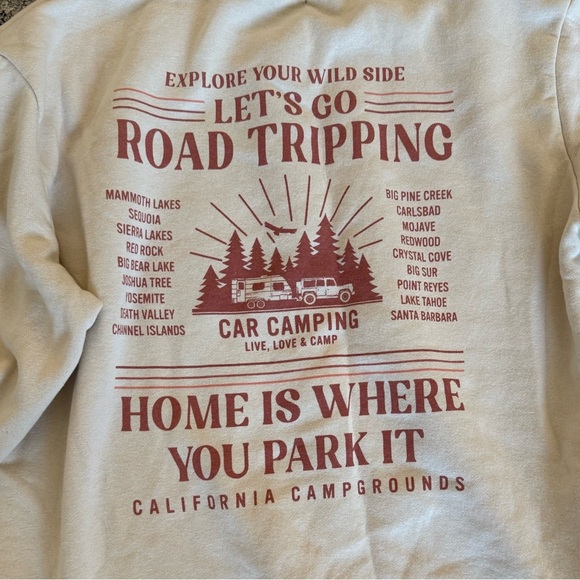 EXPLORE YOUR WILD SIDE
LET'S GO
ROAD TRIPPING
MAMMOTH LAKES
SEQUOIA
SIERRA LAKES
RED ROCK
BIG BEAR LAKE
JOSHUA TREE
YOSEMITE
DEATH VALLEY
CHANNEL ISLANDS
BIG PINE CREEK
CARLSBAD
MOJAVE
REDWOOD
CRYSTAL COVE
BIG SUR
POINT REYES
LAKE TAHOE
SANTA BARBARA
CAR CAMPING
LIVE, LOVE & CAMP
HOME IS WHERE
YOU PARK IT
CALIFORNIA CAMPGROUNDS